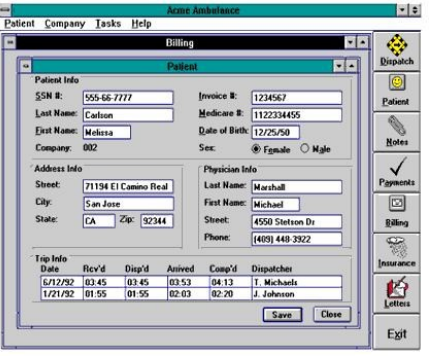 Acme Ambulance
Patient Company Tasks Help
Billing
Patient
Patient Info
SSN #: 555-66-7777 Invoice #: 1234567
Last Name: Carlson Medicare #: 1122334455
First Name: Melissa Date of Birth: 12/25/50
Company: 002 Sex: Female Male
Address Info Physician Info
Street: 71194 El Camino Real Last Name: Marshall
City: San Jose First Name: Michael
State: CA Zip: 92344 Street: 4550 Stetson Dr
Phone: (409) 448-3922
Trip Info
Date Rcv'd Disp'd Arrived Comp'd Dispatcher
6/12/92 03:45 03:45 03:53 04:13 T. Michaels
1/21/92 01:55 01:55 02:03 02:20 J. Johnson
Save Close
Dispatch
Patient
Notes
Payments
Billing
Insurance
Letters
Exit